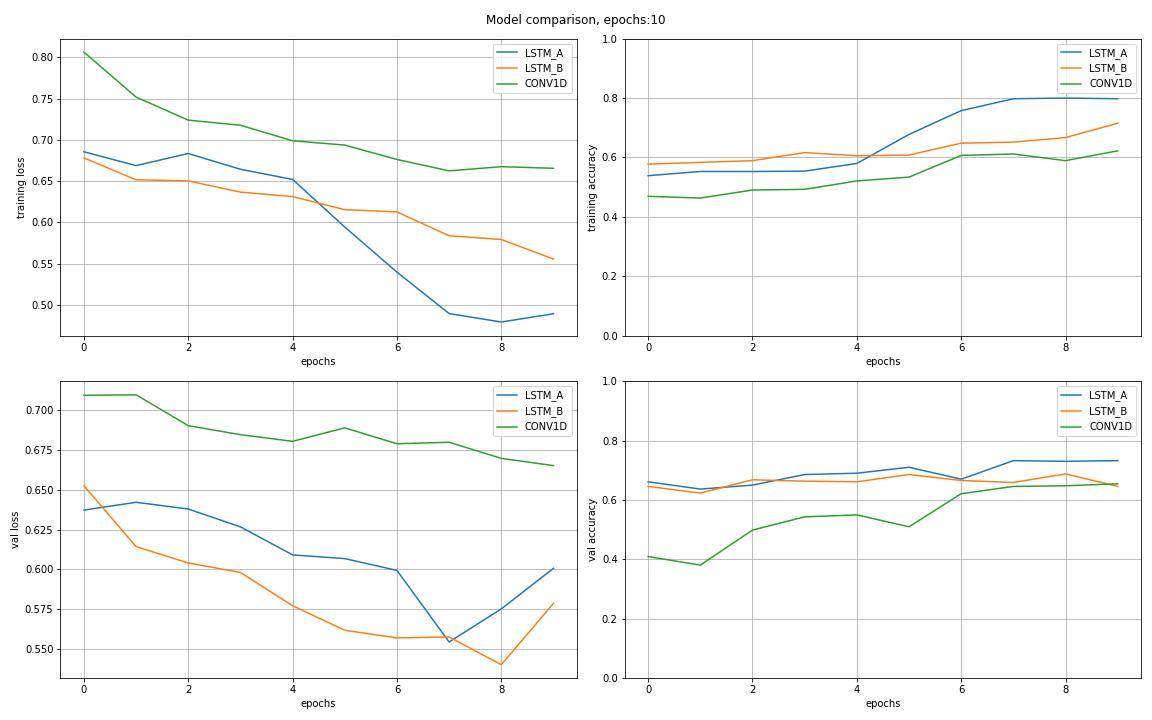 Model comparison, epochs:10
training loss
0.80
0.75
0.70
0.65
0.60
0.55
0.50
0
2
4
6
8
epochs
LSTM_A
LSTM_B
CONV1D
training accuracy
1.0
0.8
0.6
0.4
0.2
0.0
0
2
4
6
8
epochs
LSTM_A
LSTM_B
CONV1D
val loss
0.700
0.675
0.650
0.625
0.600
0.575
0.550
0
2
4
6
8
epochs
LSTM_A
LSTM_B
CONV1D
val accuracy
1.0
0.8
0.6
0.4
0.2
0.0
0
2
4
6
8
epochs
LSTM_A
LSTM_B
CONV1D